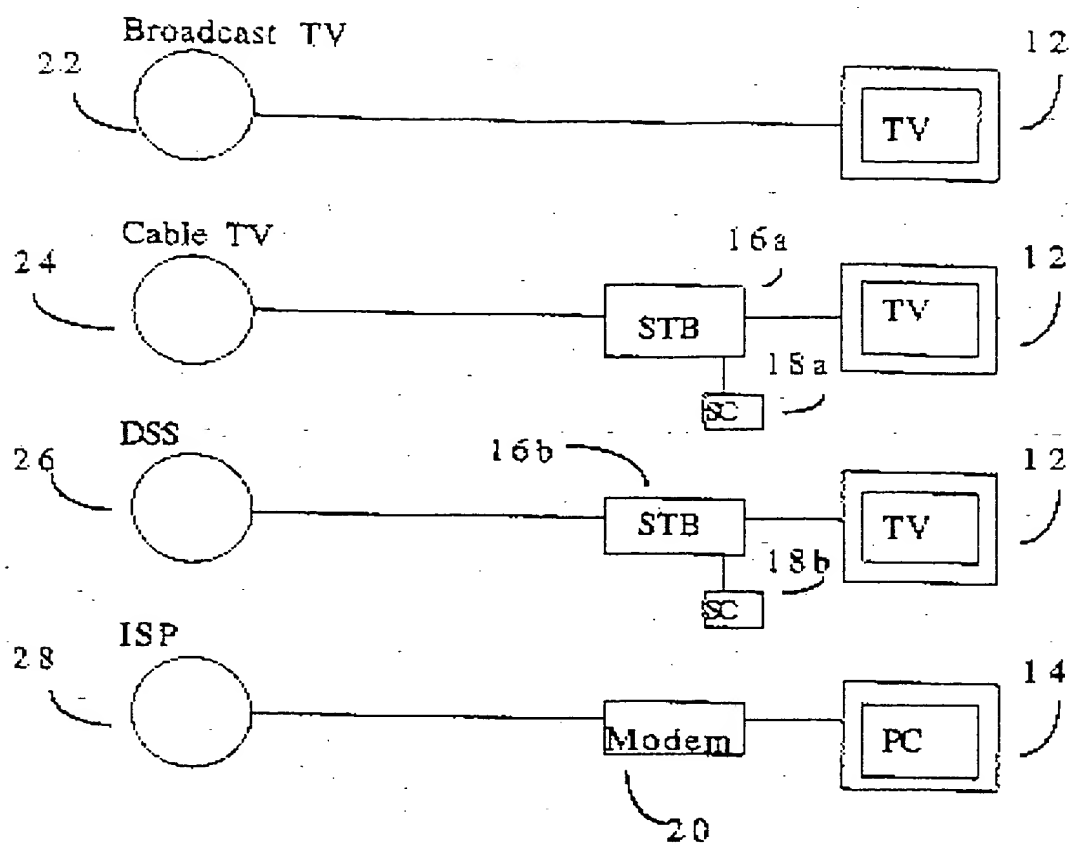 Broadcast TV
22
12
TV
Cable TV
24
16a
12
STB
TV
18a
SC
DSS
26
16b
12
STB
TV
18b
SC
ISP
28
14
Modem
PC
20